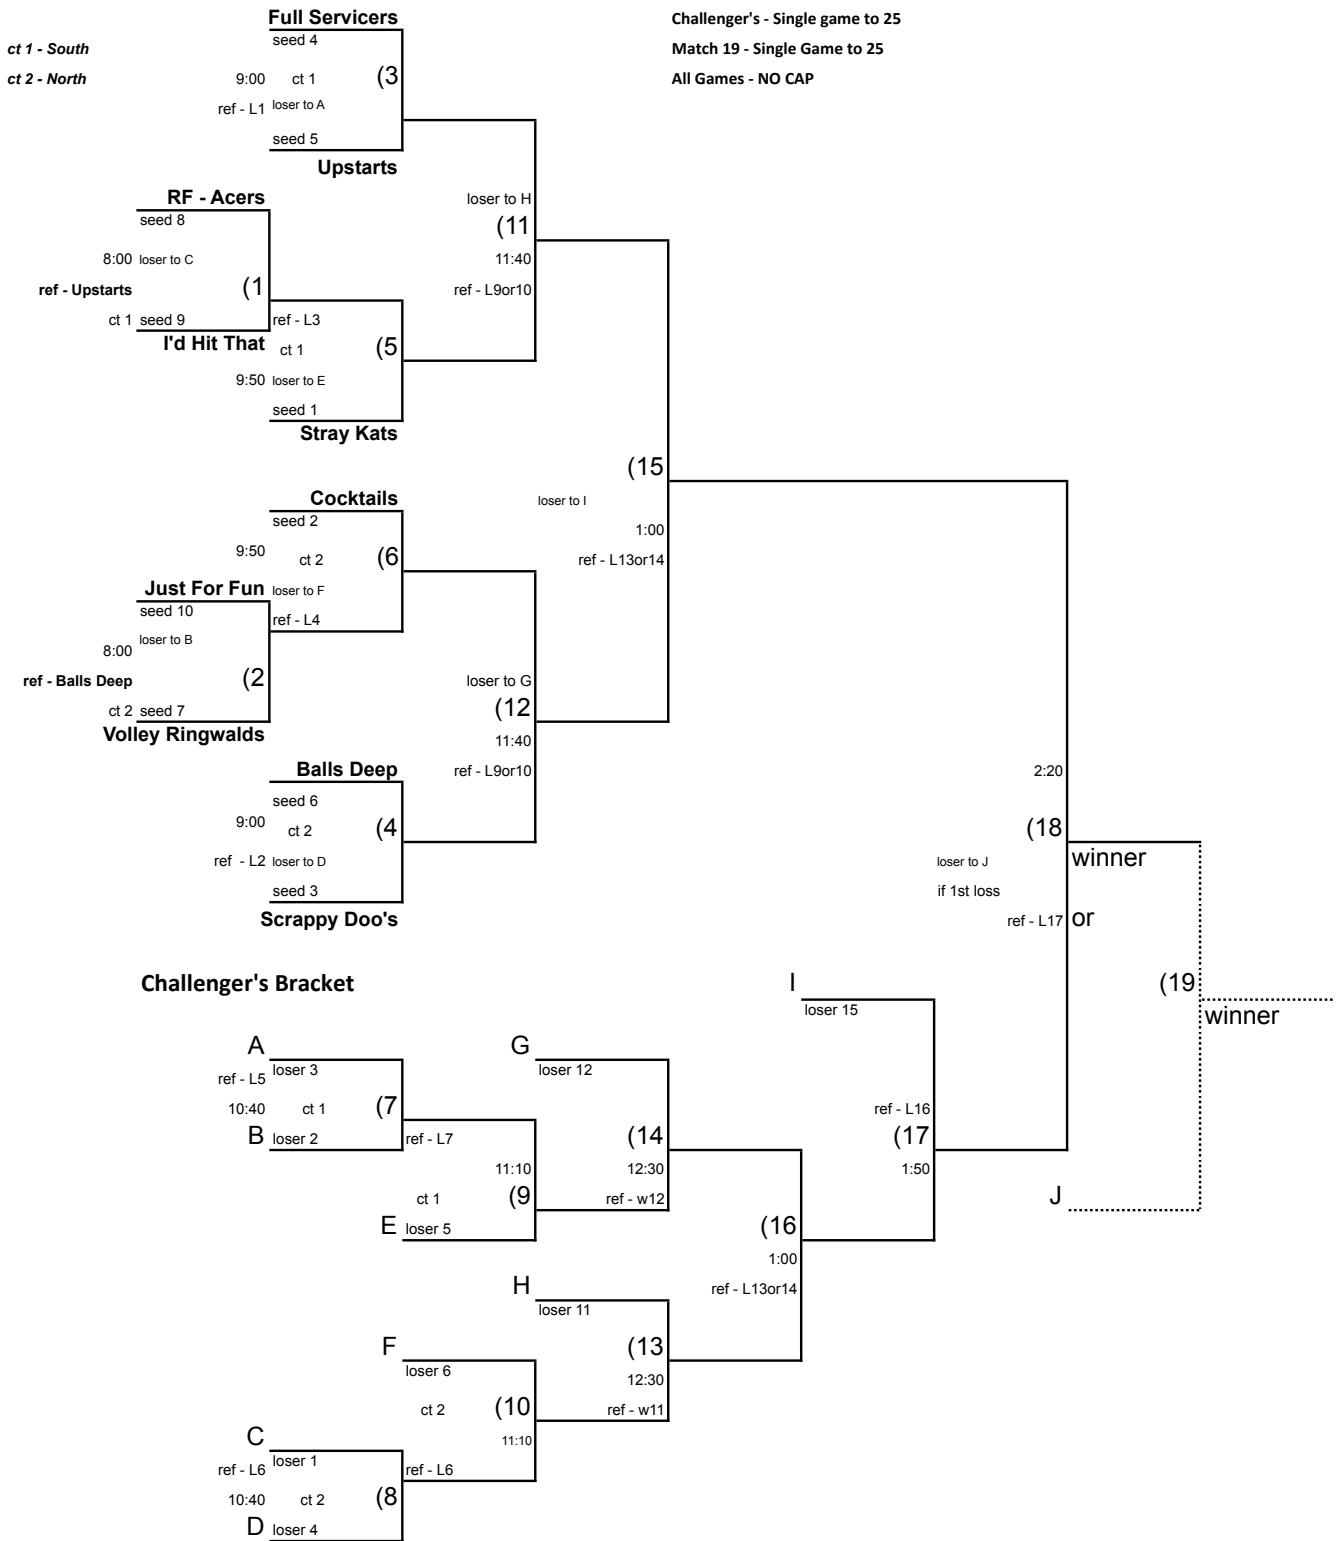 Full Servicers
Challenger's - Single game to 25
seed 4
ct 1 - South
Match 19 - Single Game to 25
ct 2 - North
9:00 ct 1 (3
All Games - NO CAP
ref - L1 loser to A
seed 5
Upstarts
RF - Acers
loser to H
seed 8
(11
8:00 loser to C
11:40
ref - Upstarts (1
ref - L9or10
ct 1 seed 9
ref - L3
I'd Hit That
ct 1 (5
9:50 loser to E
seed 1
Stray Kats
(15
Cocktails
loser to I
seed 2
1:00
9:50 ct 2 (6
ref - L13or14
Just For Fun loser to F
seed 10
ref - L4
loser to B
8:00
ref - Balls Deep (2
loser to G
ct 2 seed 7
(12
Volley Ringwalds
11:40
Balls Deep
ref - L9or10
2:20
seed 6
9:00 ct 2 (4
(18
ref - L2 loser to D
loser to J
winner
seed 3
if 1st loss
Scrappy Doo's
ref - L17 or
Challenger's Bracket
I
(19
loser 15
winner
A
G
ref - L5 loser 3
loser 12
10:40 ct 1 (7
ref - L16
B loser 2
ref - L7
(14
(17
11:10
12:30
1:50
ct 1 (9
ref - w12
J
E loser 5
(16
1:00
H
ref - L13or14
loser 11
F
(13
loser 6
12:30
ct 2 (10
ref - w11
11:10
C
ref - L6 loser 1
ref - L6
10:40 ct 2 (8
D loser 4